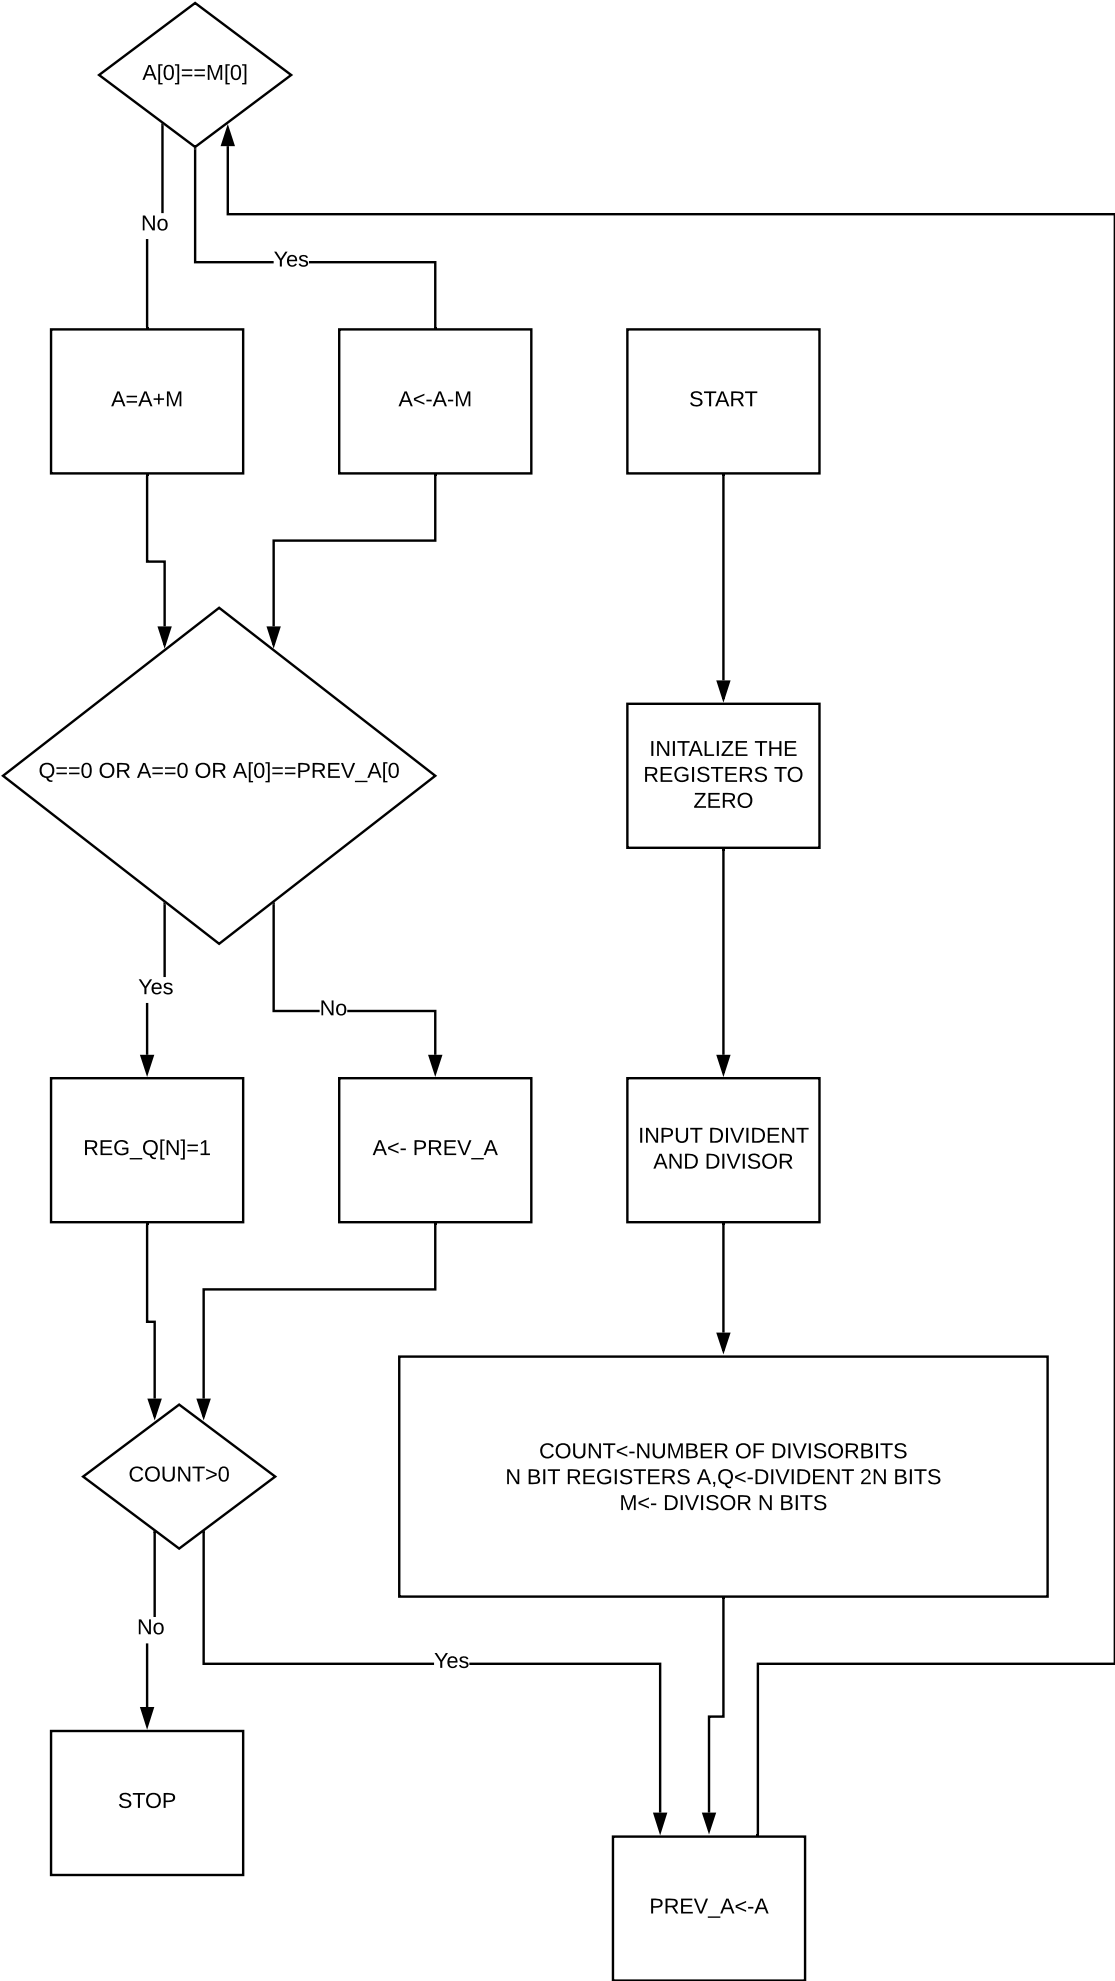 A[0]==M[0]
No
Yes
A=A+M
A<-A-M
START
Q==0 OR A==0 OR A[0]==PREV_A[0
INITALIZE THE
REGISTERS TO
ZERO
Yes
No
REG_Q[N]=1
A<- PREV_A
INPUT DIVIDENT
AND DIVISOR
COUNT>0
COUNT<-NUMBER OF DIVISORBITS
N BIT REGISTERS A,Q<-DIVIDENT 2N BITS
M<- DIVISOR N BITS
No
Yes
STOP
PREV_A<-A